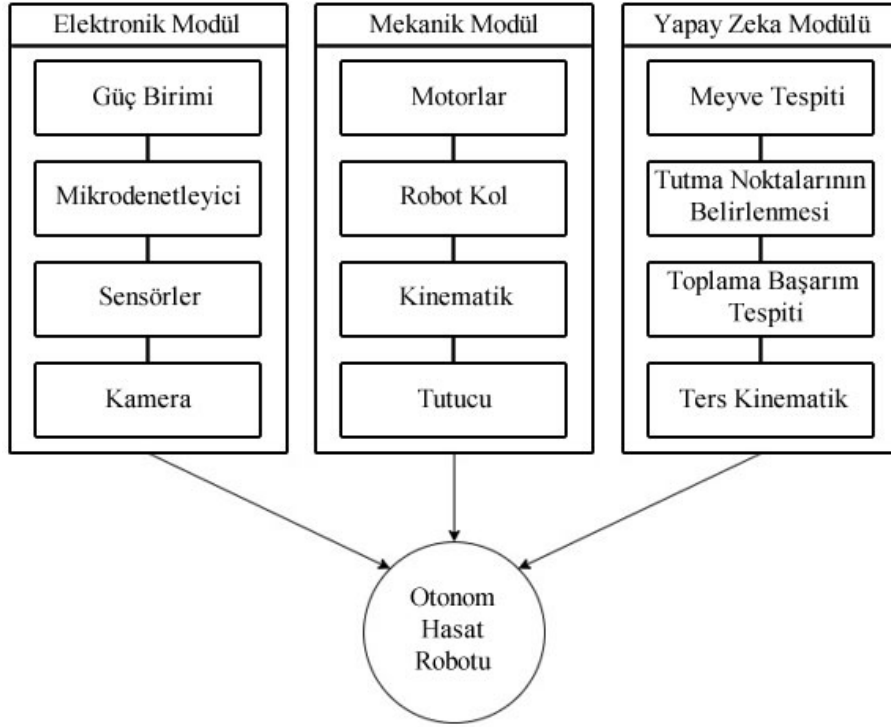 Elektronik Modül
Güç Birimi
Mikrodenetleyici
Sensörler
Kamera
Mekanik Modül
Motorlar
Robot Kol
Kinematik
Tutucu
Yapay Zeka Modülü
Meyve Tespiti
Tutma Noktalarının
Belirlenmesi
Toplama Başarım
Tespiti
Ters Kinematik
Otonom
Hasat
Robotu